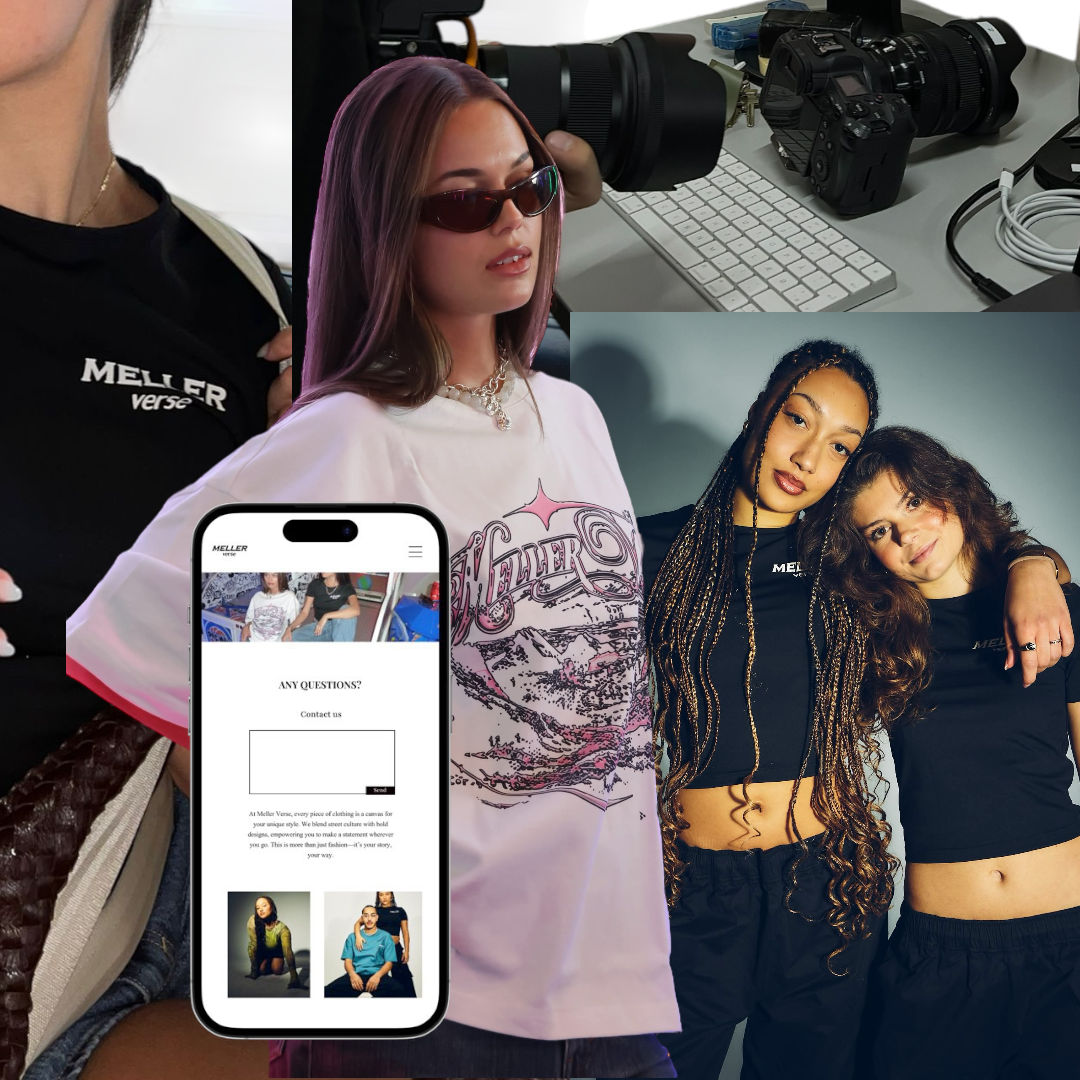 MELLER
verse
MELLER
MELLER
verse
MEL
ANY QUESTIONS?
Contact us
Send
At Meller Verse, every piece of clothing is a canvas for
your unique style. We blend street culture with bold
designs, empowering you to make a statement wherever
you go. This is more than just fashion—it's your story,
your way.